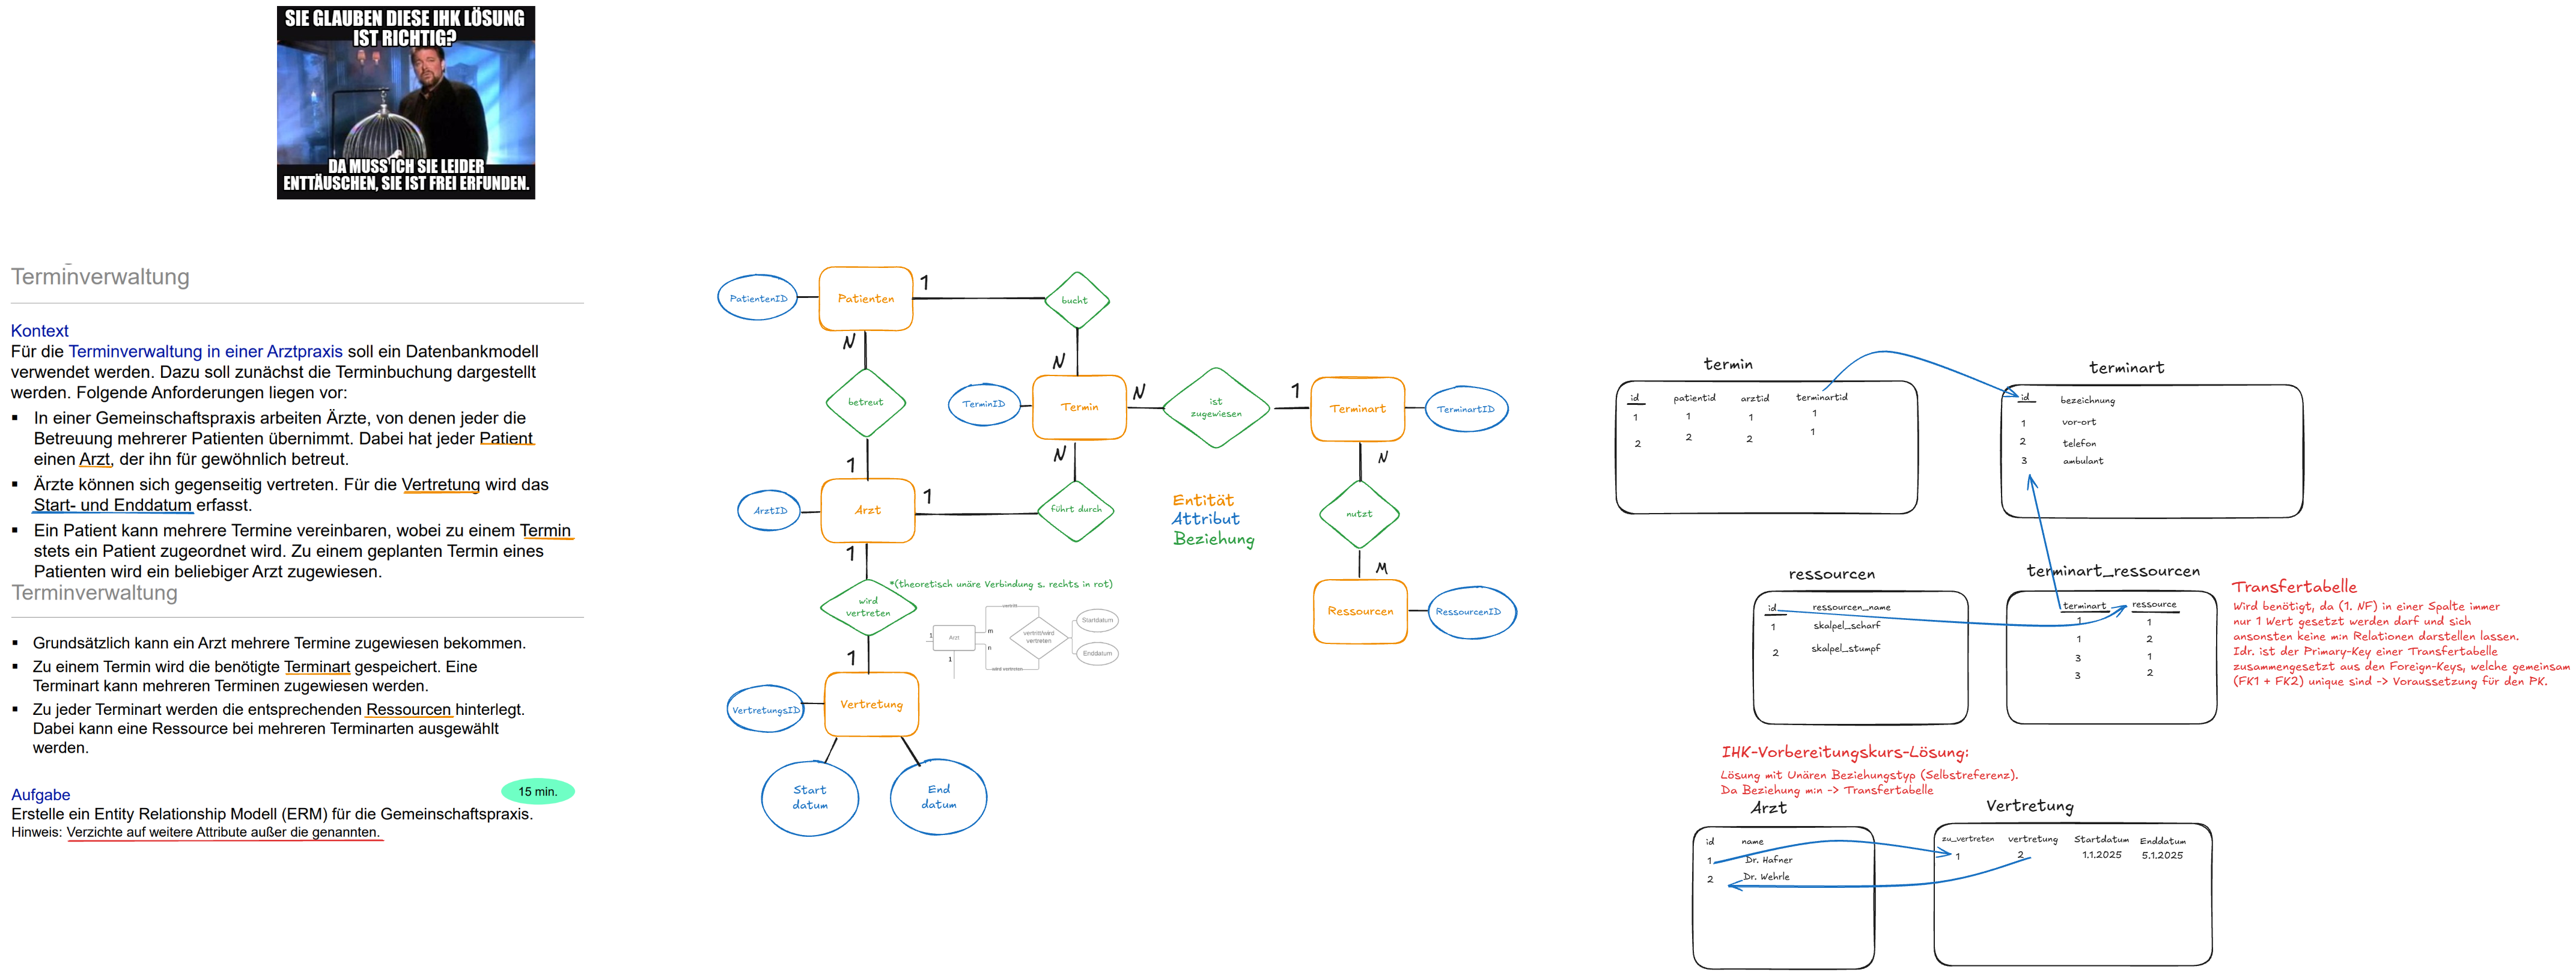 SIE GLAUBEN DIESE IHK LÖSUNG
IST RICHTIG?
DA MUSS ICH SIE LEIDER
ENTTÄUSCHEN, SIE IST FREI ERFUNDEN.
Terminverwaltung
Kontext
Für die Terminverwaltung in einer Arztpraxis soll ein Datenbankmodell
verwendet werden. Dazu soll zunächst die Terminbuchung dargestellt
werden. Folgende Anforderungen liegen vor:
▪ In einer Gemeinschaftspraxis arbeiten Ärzte, von denen jeder die
Betreuung mehrerer Patienten übernimmt. Dabei hat jeder Patient
einen Arzt, der ihn für gewöhnlich betreut.
▪ Ärzte können sich gegenseitig vertreten. Für die Vertretung wird das
Start- und Enddatum erfasst.
▪ Ein Patient kann mehrere Termine vereinbaren, wobei zu einem Termin
stets ein Patient zugeordnet wird. Zu einem geplanten Termin eines
Patienten wird ein beliebiger Arzt zugewiesen.
Terminverwaltung
▪ Grundsätzlich kann ein Arzt mehrere Termine zugewiesen bekommen.
▪ Zu einem Termin wird die benötigte Terminart gespeichert. Eine
Terminart kann mehreren Terminen zugewiesen werden.
▪ Zu jeder Terminart werden die entsprechenden Ressourcen hinterlegt.
Dabei kann eine Ressource bei mehreren Terminarten ausgewählt
werden.
Aufgabe
15 min.
Erstelle ein Entity Relationship Modell (ERM) für die Gemeinschaftspraxis.
Hinweis: Verzichte auf weitere Attribute außer die genannten.
PatientenID
Patienten
1
bucht
N
N
betreut
1
TerminID
Termin
N
ist
zugewiesen
1
Terminart
TerminartID
N
ArztID
Arzt
1
führt durch
1
Entität
Attribut
Beziehung
N
nutzt
M
Ressourcen
RessourcenID
*(theoretisch unäre Verbindung s. rechts in rot)
wird
vertreten
1
vertritt
1
Arzt
m
n
1
vertritt/wird
vertreten
wird vertreten
Startdatum
Enddatum
VertretungsID
Vertretung
Start
datum
End
datum
termin
id patientid arztid terminartid
1 1 1 1
2 2 2 1
terminart
id bezeichnung
1 vor-ort
2 telefon
3 ambulant
ressourcen
id ressourcen_name
1 skalpel_scharf
2 skalpel_stumpf
terminart_ressourcen
terminart ressource
1 1
1 2
3 1
3 2
Transfertabelle
Wird benötigt, da (1. NF) in einer Spalte immer
nur 1 Wert gesetzt werden darf und sich
ansonsten keine m:n Relationen darstellen lassen.
Idr. ist der Primary-Key einer Transfertabelle
zusammengesetzt aus den Foreign-Keys, welche gemeinsam
(FK1 + FK2) unique sind -> Voraussetzung für den PK.
IHK-Vorbereitungskurs-Lösung:
Lösung mit Unären Beziehungstyp (Selbstreferenz).
Da Beziehung m:n -> Transfertabelle
Arzt
id name
1 Dr. Hafner
2 Dr. Wehrle
Vertretung
zu_vertreten vertretung Startdatum Enddatum
1 2 1.1.2025 5.1.2025